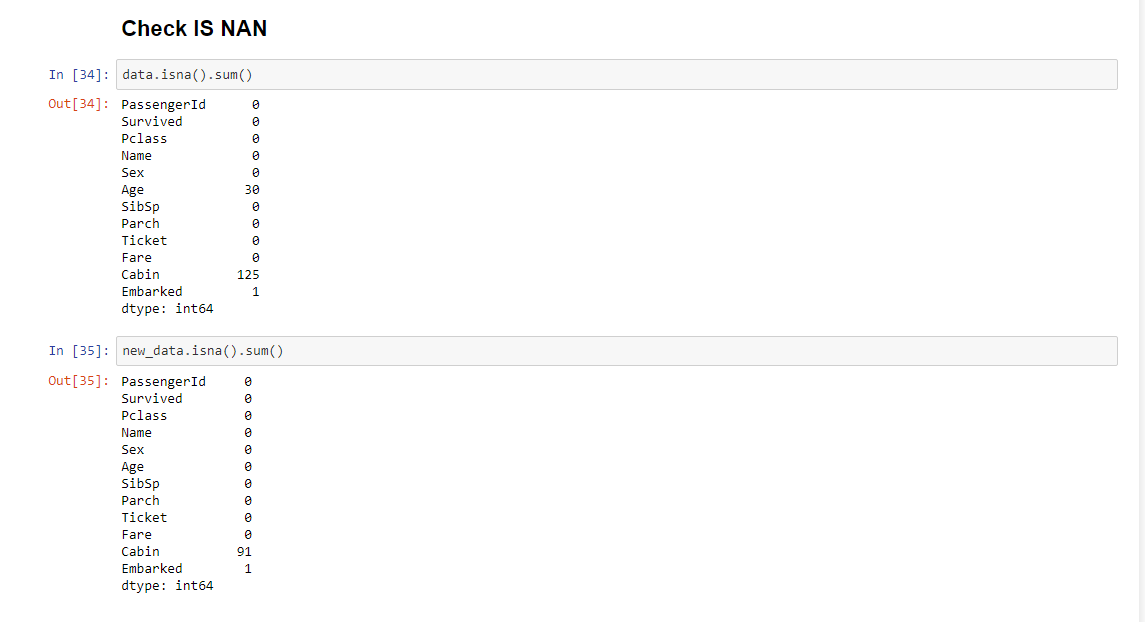 Check IS NAN
In [34]: data.isna().sum()
Out[34]: PassengerId 0
Survived 0
Pclass 0
Name 0
Sex 0
Age 30
SibSp 0
Parch 0
Ticket 0
Fare 0
Cabin 125
Embarked 1
dtype: int64
In [35]: new_data.isna().sum()
Out[35]: PassengerId 0
Survived 0
Pclass 0
Name 0
Sex 0
Age 0
SibSp 0
Parch 0
Ticket 0
Fare 0
Cabin 91
Embarked 1
dtype: int64